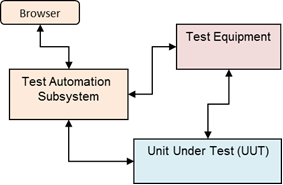 Browser
Test Equipment
Test Automation
Subsystem
Unit Under Test (UUT)